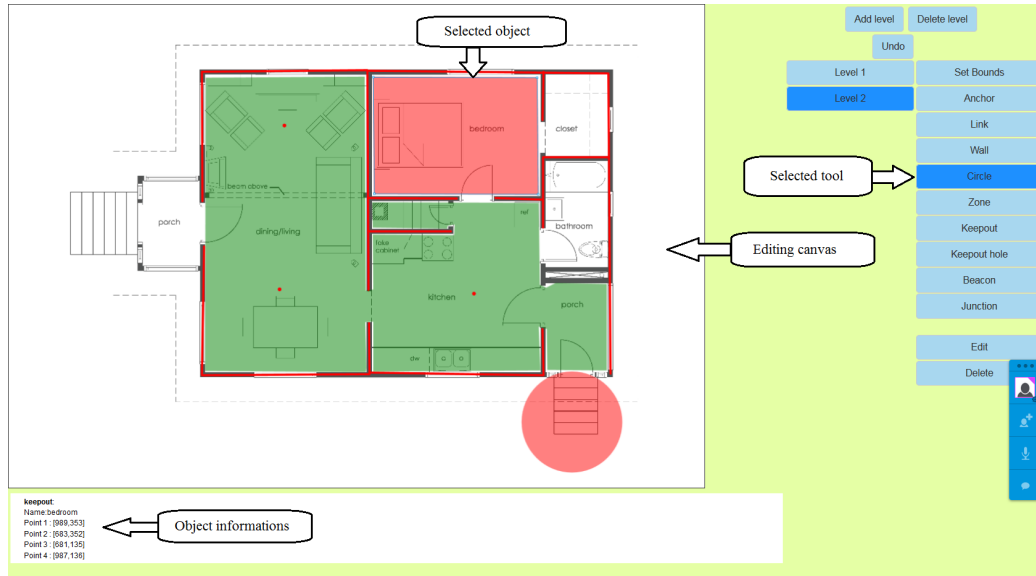 Selected object
Add level
Delete level
Undo
Level 1
Set Bounds
Level 2
Anchor
Link
Wall
Selected tool
Circle
Zone
Keepout
Editing canvas
Keepout hole
Beacon
Junction
Edit
Delete
bedroom
closet
beam above
ref
porch
dining/living
bathroom
fake
cabinet
kitchen
porch
dw
keepout:
Name:bedroom
Point 1 : [989,353]
Point 2 : [683,352]
Point 3 : [681,135]
Point 4 : [987,136]
Object informations